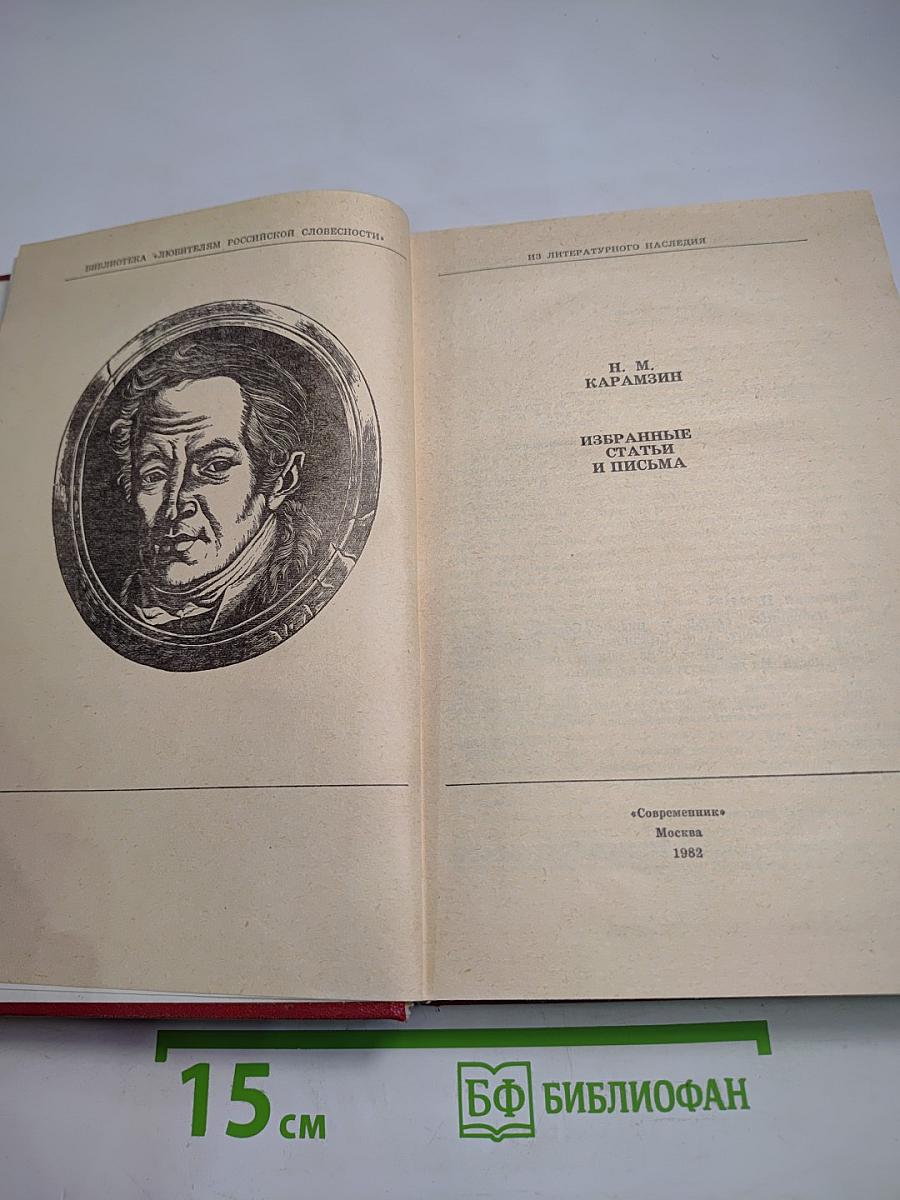 БИБЛИОТЕКА «ЛЮБИТЕЛЯМ РОССИЙСКОЙ СЛОВЕСНОСТИ»
ИЗ ЛИТЕРАТУРНОГО НАСЛЕДИЯ
Н. М.
КАРАМЗИН
ИЗБРАННЫЕ
СТАТЬИ
И ПИСЬМА
«Современник»
Москва
1982
15 см
БФ БИБЛИОФАН